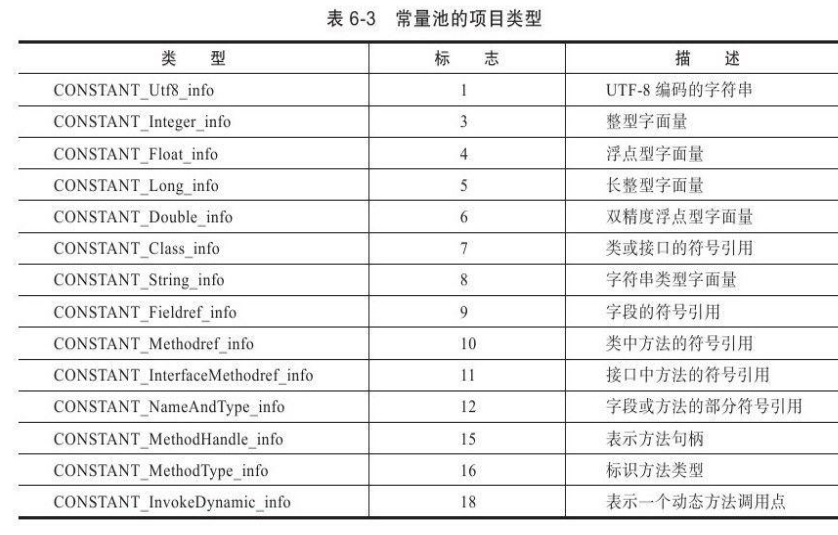 表 6-3 常量池的项目类型
类 型 标 志 描 述
CONSTANT_Utf8_info 1 UTF-8 编码的字符串
CONSTANT_Integer_info 3 整型字面量
CONSTANT_Float_info 4 浮点型字面量
CONSTANT_Long_info 5 长整型字面量
CONSTANT_Double_info 6 双精度浮点型字面量
CONSTANT_Class_info 7 类或接口的符号引用
CONSTANT_String_info 8 字符串类型字面量
CONSTANT_Fieldref_info 9 字段的符号引用
CONSTANT_Methodref_info 10 类中方法的符号引用
CONSTANT_InterfaceMethodref_info 11 接口中方法的符号引用
CONSTANT_NameAndType_info 12 字段或方法的部分符号引用
CONSTANT_MethodHandle_info 15 表示方法句柄
CONSTANT_MethodType_info 16 标识方法类型
CONSTANT_InvokeDynamic_info 18 表示一个动态方法调用点